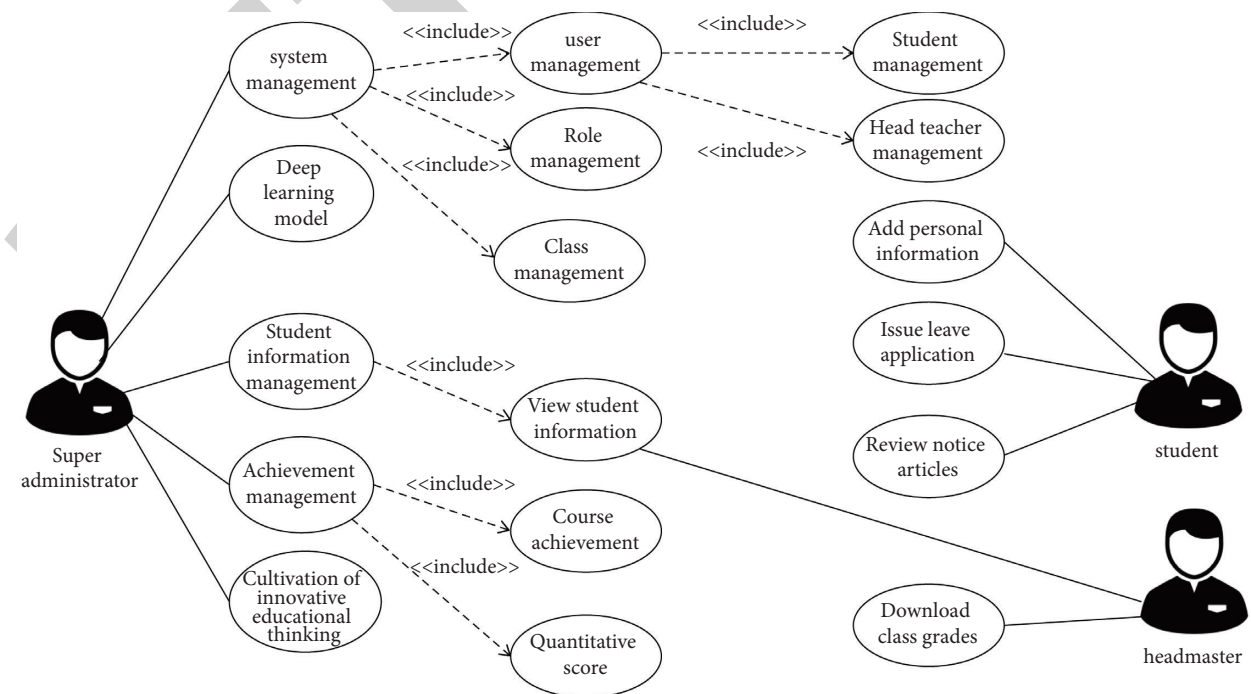 system
management
<<include>>
user
management
<<include>>
Student
management
<<include>>
Role
management
<<include>>
Head teacher
management
<<include>>
Class
management
Deep
learning
model
Add personal
information
Student
information
management
<<include>>
View student
information
Issue leave
application
Super
administrator
Achievement
management
<<include>>
Course
achievement
Review notice
articles
student
<<include>>
Cultivation of
innovative
educational
thinking
Quantitative
score
Download
class grades
headmaster